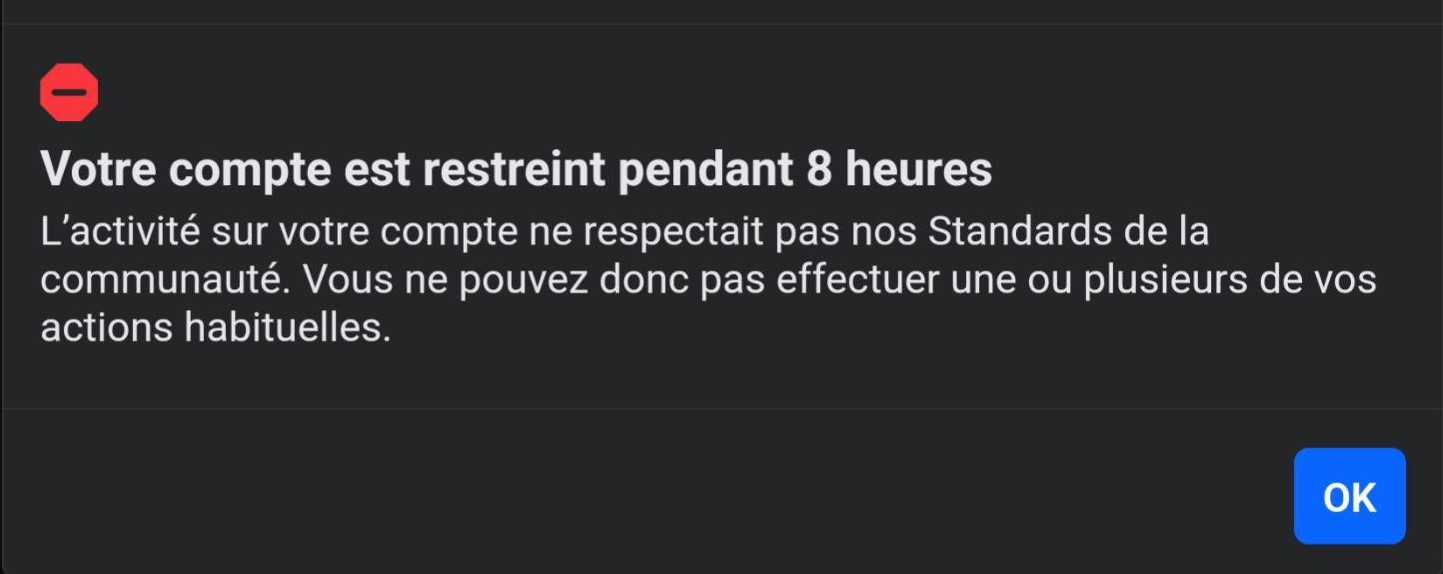 Votre compte est restreint pendant 8 heures
L’activité sur votre compte ne respectait pas nos Standards de la
communauté. Vous ne pouvez donc pas effectuer une ou plusieurs de vos
actions habituelles.
OK